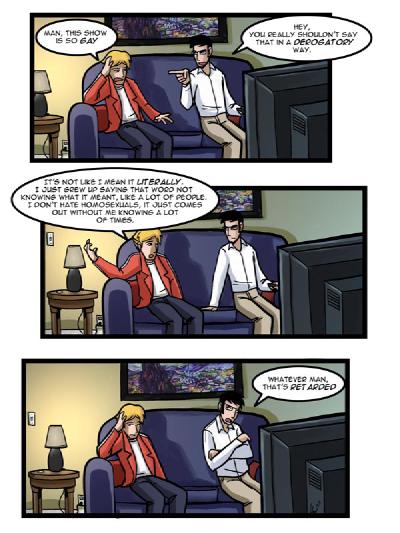 MAN, THIS SHOW
IS SO GAY
HEY,
YOU REALLY SHOULDN'T SAY
THAT IN A DEROGATORY
WAY.
IT'S NOT LIKE I MEAN IT LITERALLY.
I JUST GREW UP SAYING THAT WORD NOT
KNOWING WHAT IT MEANT, LIKE A LOT OF PEOPLE.
I DON'T HATE HOMOSEXUALS, IT JUST COMES
OUT WITHOUT ME KNOWING A LOT
OF TIMES.
WHATEVER MAN,
THAT'S RETARDED